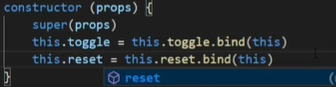 constructor (props) {
super(props)
this.toggle = this.toggle.bind(this)
this.reset = this.reset.bind(this)
} reset